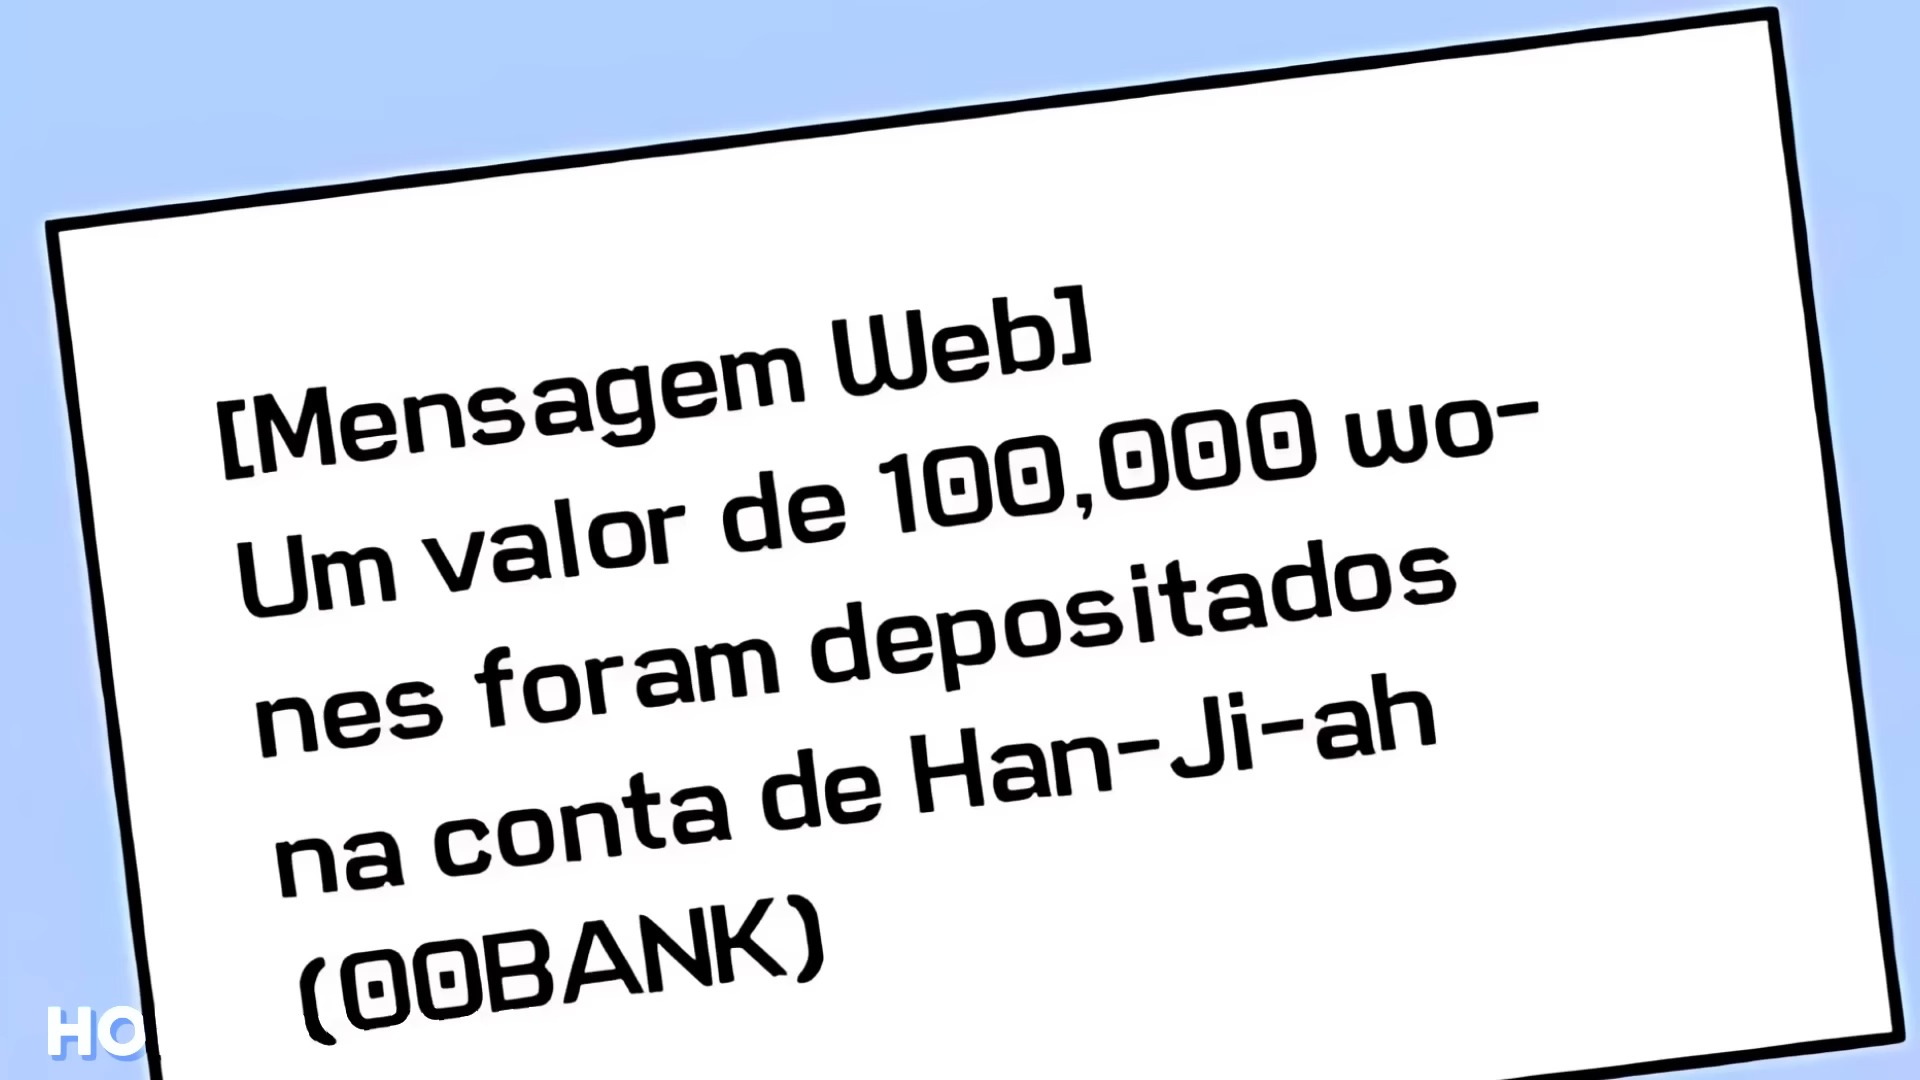 [Mensagem Web]
Um valor de 100,000 wo-
nes foram depositados
na conta de Han-Ji-ah
(00BANK)
HO